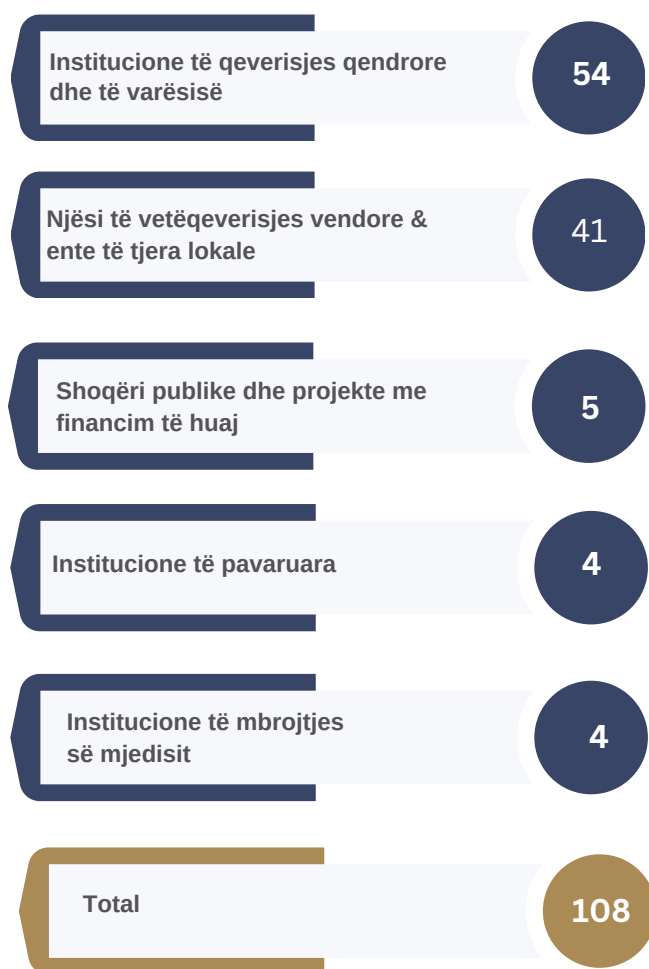 Institucione të qeverisjes qendrore
dhe të varësisë
54
Njësi të vetëqeverisjes vendore &
ente të tjera lokale
41
Shoqëri publike dhe projekte me
financim të huaj
5
Institucione të pavaruara
4
Institucione të mbrojtjes
së mjedisit
4
Total
108